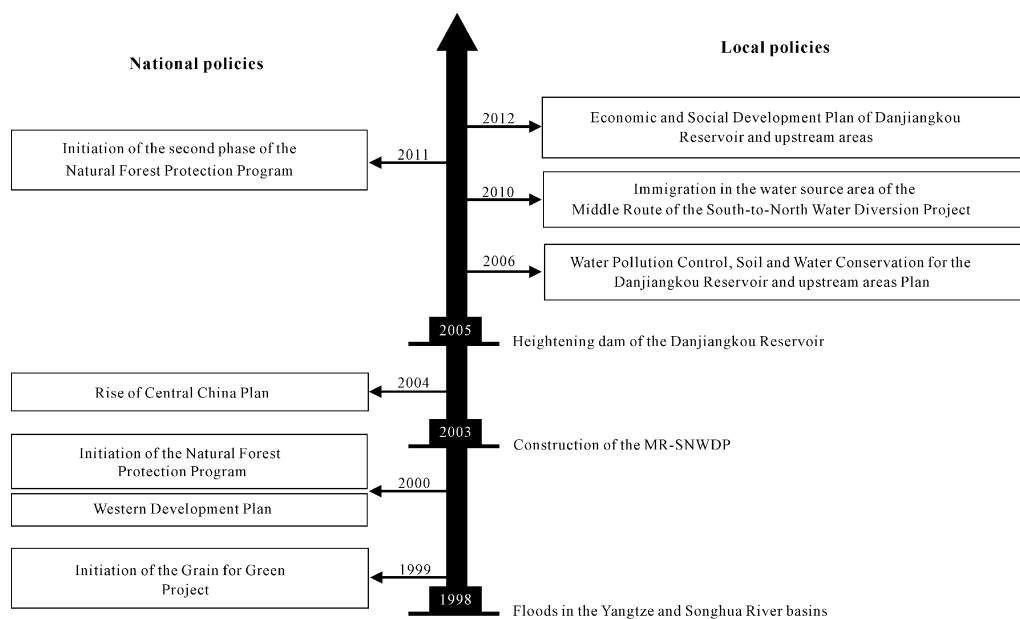 National policies
Local policies
2012
Economic and Social Development Plan of Danjiangkou
Reservoir and upstream areas
Initiation of the second phase of the
Natural Forest Protection Program
2011
2010
Immigration in the water source area of the
Middle Route of the South-to-North Water Diversion Project
2006
Water Pollution Control, Soil and Water Conservation for the
Danjiangkou Reservoir and upstream areas Plan
2005
Heightening dam of the Danjiangkou Reservoir
Rise of Central China Plan
2004
2003
Construction of the MR-SNWDP
Initiation of the Natural Forest
Protection Program
2000
Western Development Plan
Initiation of the Grain for Green
Project
1999
1998
Floods in the Yangtze and Songhua River basins